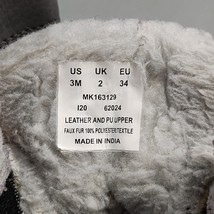 US UK EU
3M 2 34
MK163129
I20 62024
LEATHER AND PU UPPER
FAUX FUR 100% POLYESTER TEXTILE
MADE IN INDIA